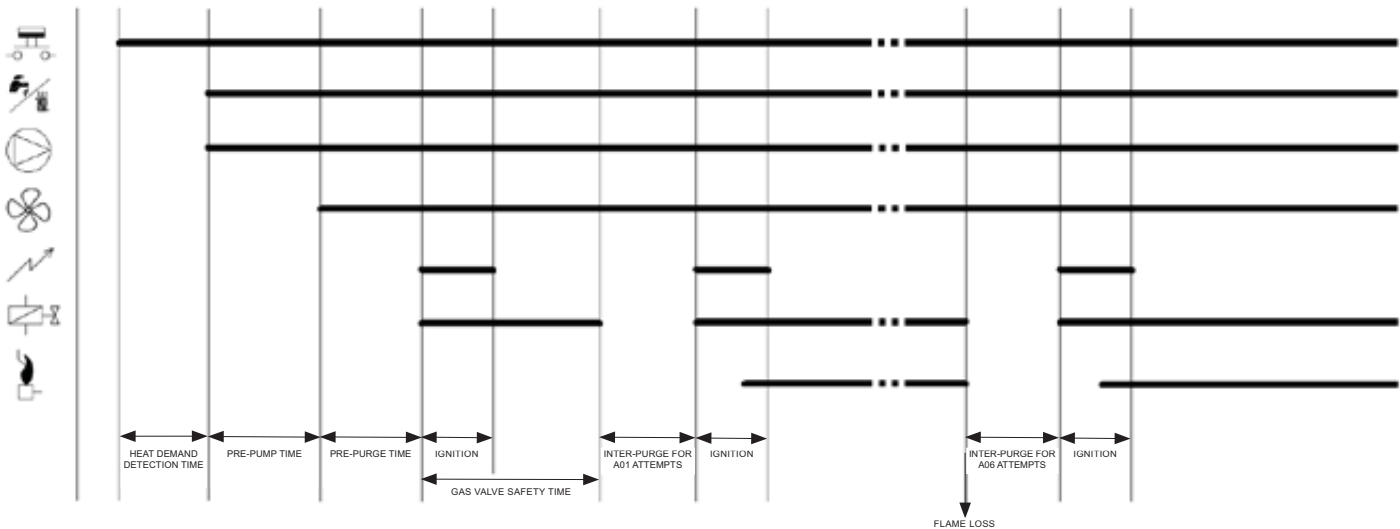 HEAT DEMAND
DETECTION TIME
PRE-PUMP TIME
PRE-PURGE TIME
IGNITION
INTER-PURGE FOR
A01 ATTEMPTS
IGNITION
INTER-PURGE FOR
A06 ATTEMPTS
IGNITION
GAS VALVE SAFETY TIME
FLAME LOSS